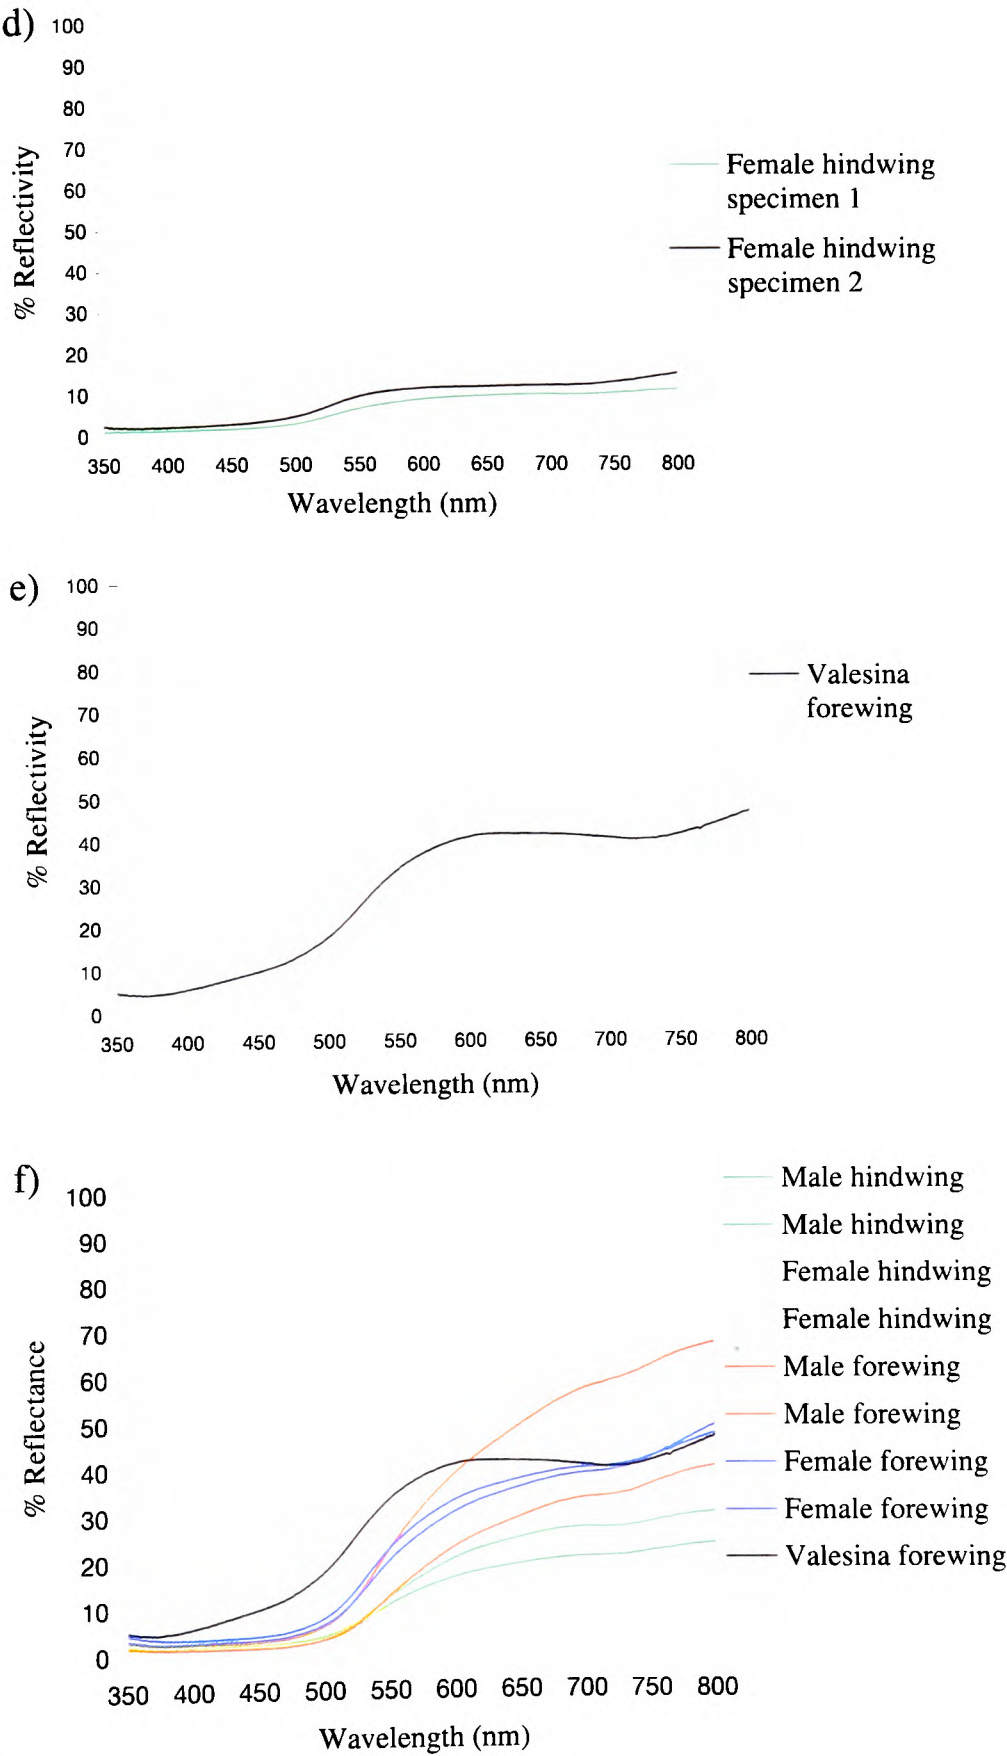 d)
100
90
80
70
60
50
40
30
20
10
0
% Reflectivity
350 400 450 500 550 600 650 700 750 800
Wavelength (nm)
Female hindwing
specimen 1
Female hindwing
specimen 2
e)
100
90
80
70
60
50
40
30
20
10
0
% Reflectivity
350 400 450 500 550 600 650 700 750 800
Wavelength (nm)
Valesina
forewing
f)
100
90
80
70
60
50
40
30
20
10
0
% Reflectance
350 400 450 500 550 600 650 700 750 800
Wavelength (nm)
Male hindwing
Male hindwing
Female hindwing
Female hindwing
Male forewing
Male forewing
Female forewing
Female forewing
Valesina forewing